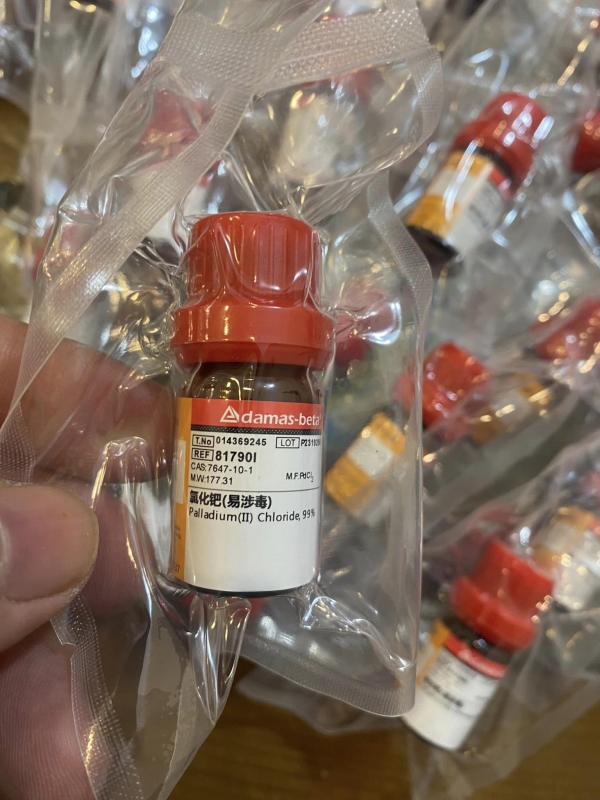 adamas-beta
T.No 014369245 LOT
REF 81790I
CAS:7647-10-1
M.W:177.31 M.F.PdCl₂
氯化钯(易涉毒)
Palladium(II) Chloride, 99%